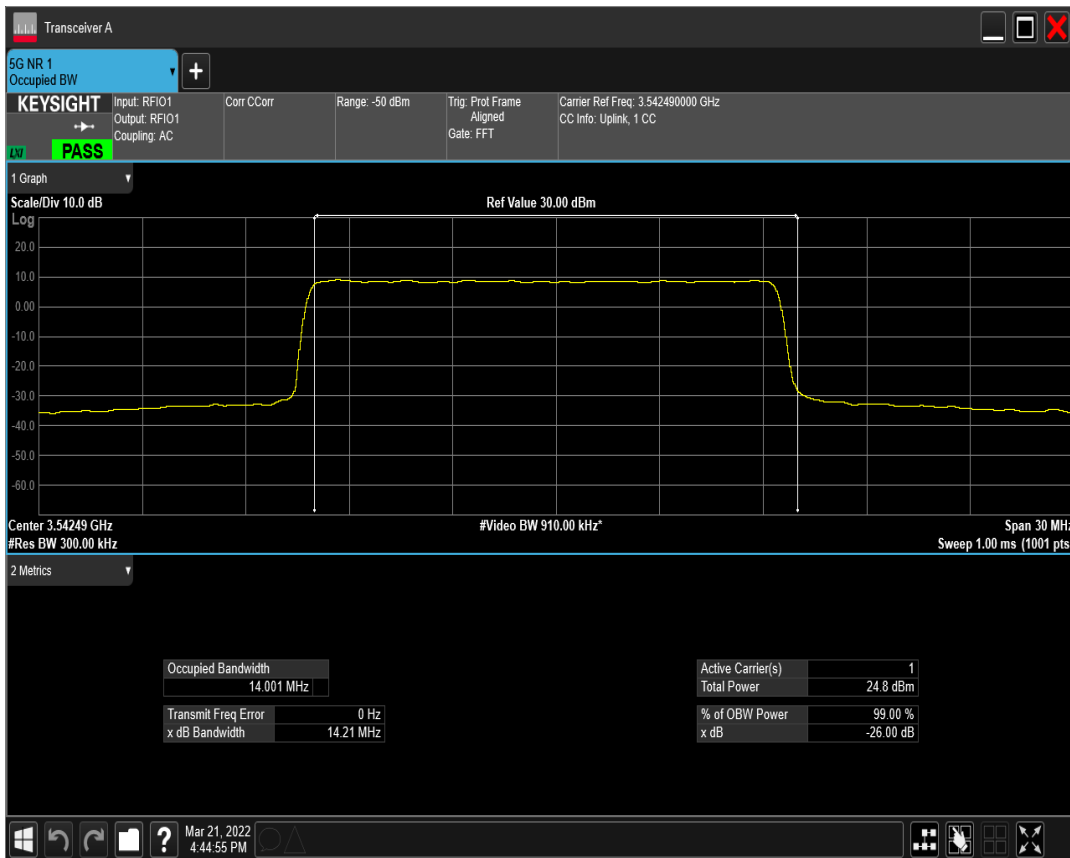 Transceiver A
5G NR 1
Occupied BW
+
KEYSIGHT
LXI
PASS
Input: RFIO1
Output: RFIO1
Coupling: AC
Corr CCorr
Range: -50 dBm
Trig: Prot Frame
Aligned
Gate: FFT
Carrier Ref Freq: 3.542490000 GHz
CC Info: Uplink, 1 CC
1 Graph
Scale/Div 10.0 dB
Ref Value 30.00 dBm
Log
20.0
10.0
0.00
-10.0
-20.0
-30.0
-40.0
-50.0
-60.0
Center 3.54249 GHz
#Video BW 910.00 kHz*
Span 30 MHz
#Res BW 300.00 kHz
Sweep 1.00 ms (1001 pts
2 Metrics
Occupied Bandwidth
14.001 MHz
Transmit Freq Error 0 Hz
x dB Bandwidth 14.21 MHz
Active Carrier(s) 1
Total Power 24.8 dBm
% of OBW Power 99.00 %
x dB -26.00 dB
?
Mar 21, 2022
4:44:55 PM